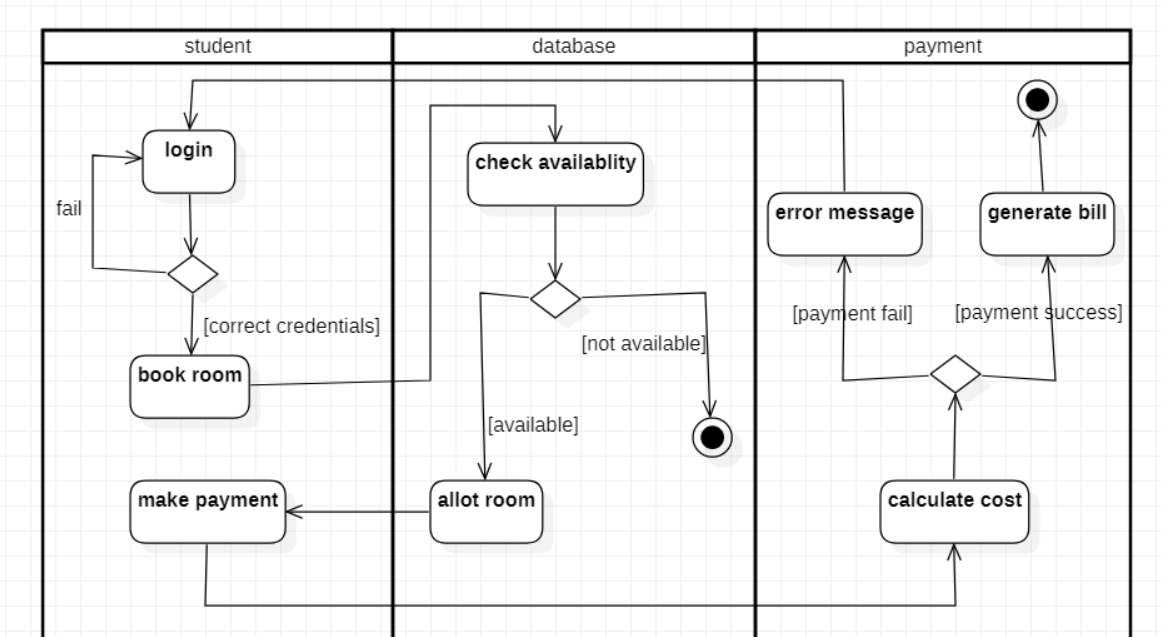 student
database
payment
login
check availablity
fail
error message
generate bill
[correct credentials]
[payment fail]
[payment success]
[not available]
book room
[available]
make payment
allot room
calculate cost